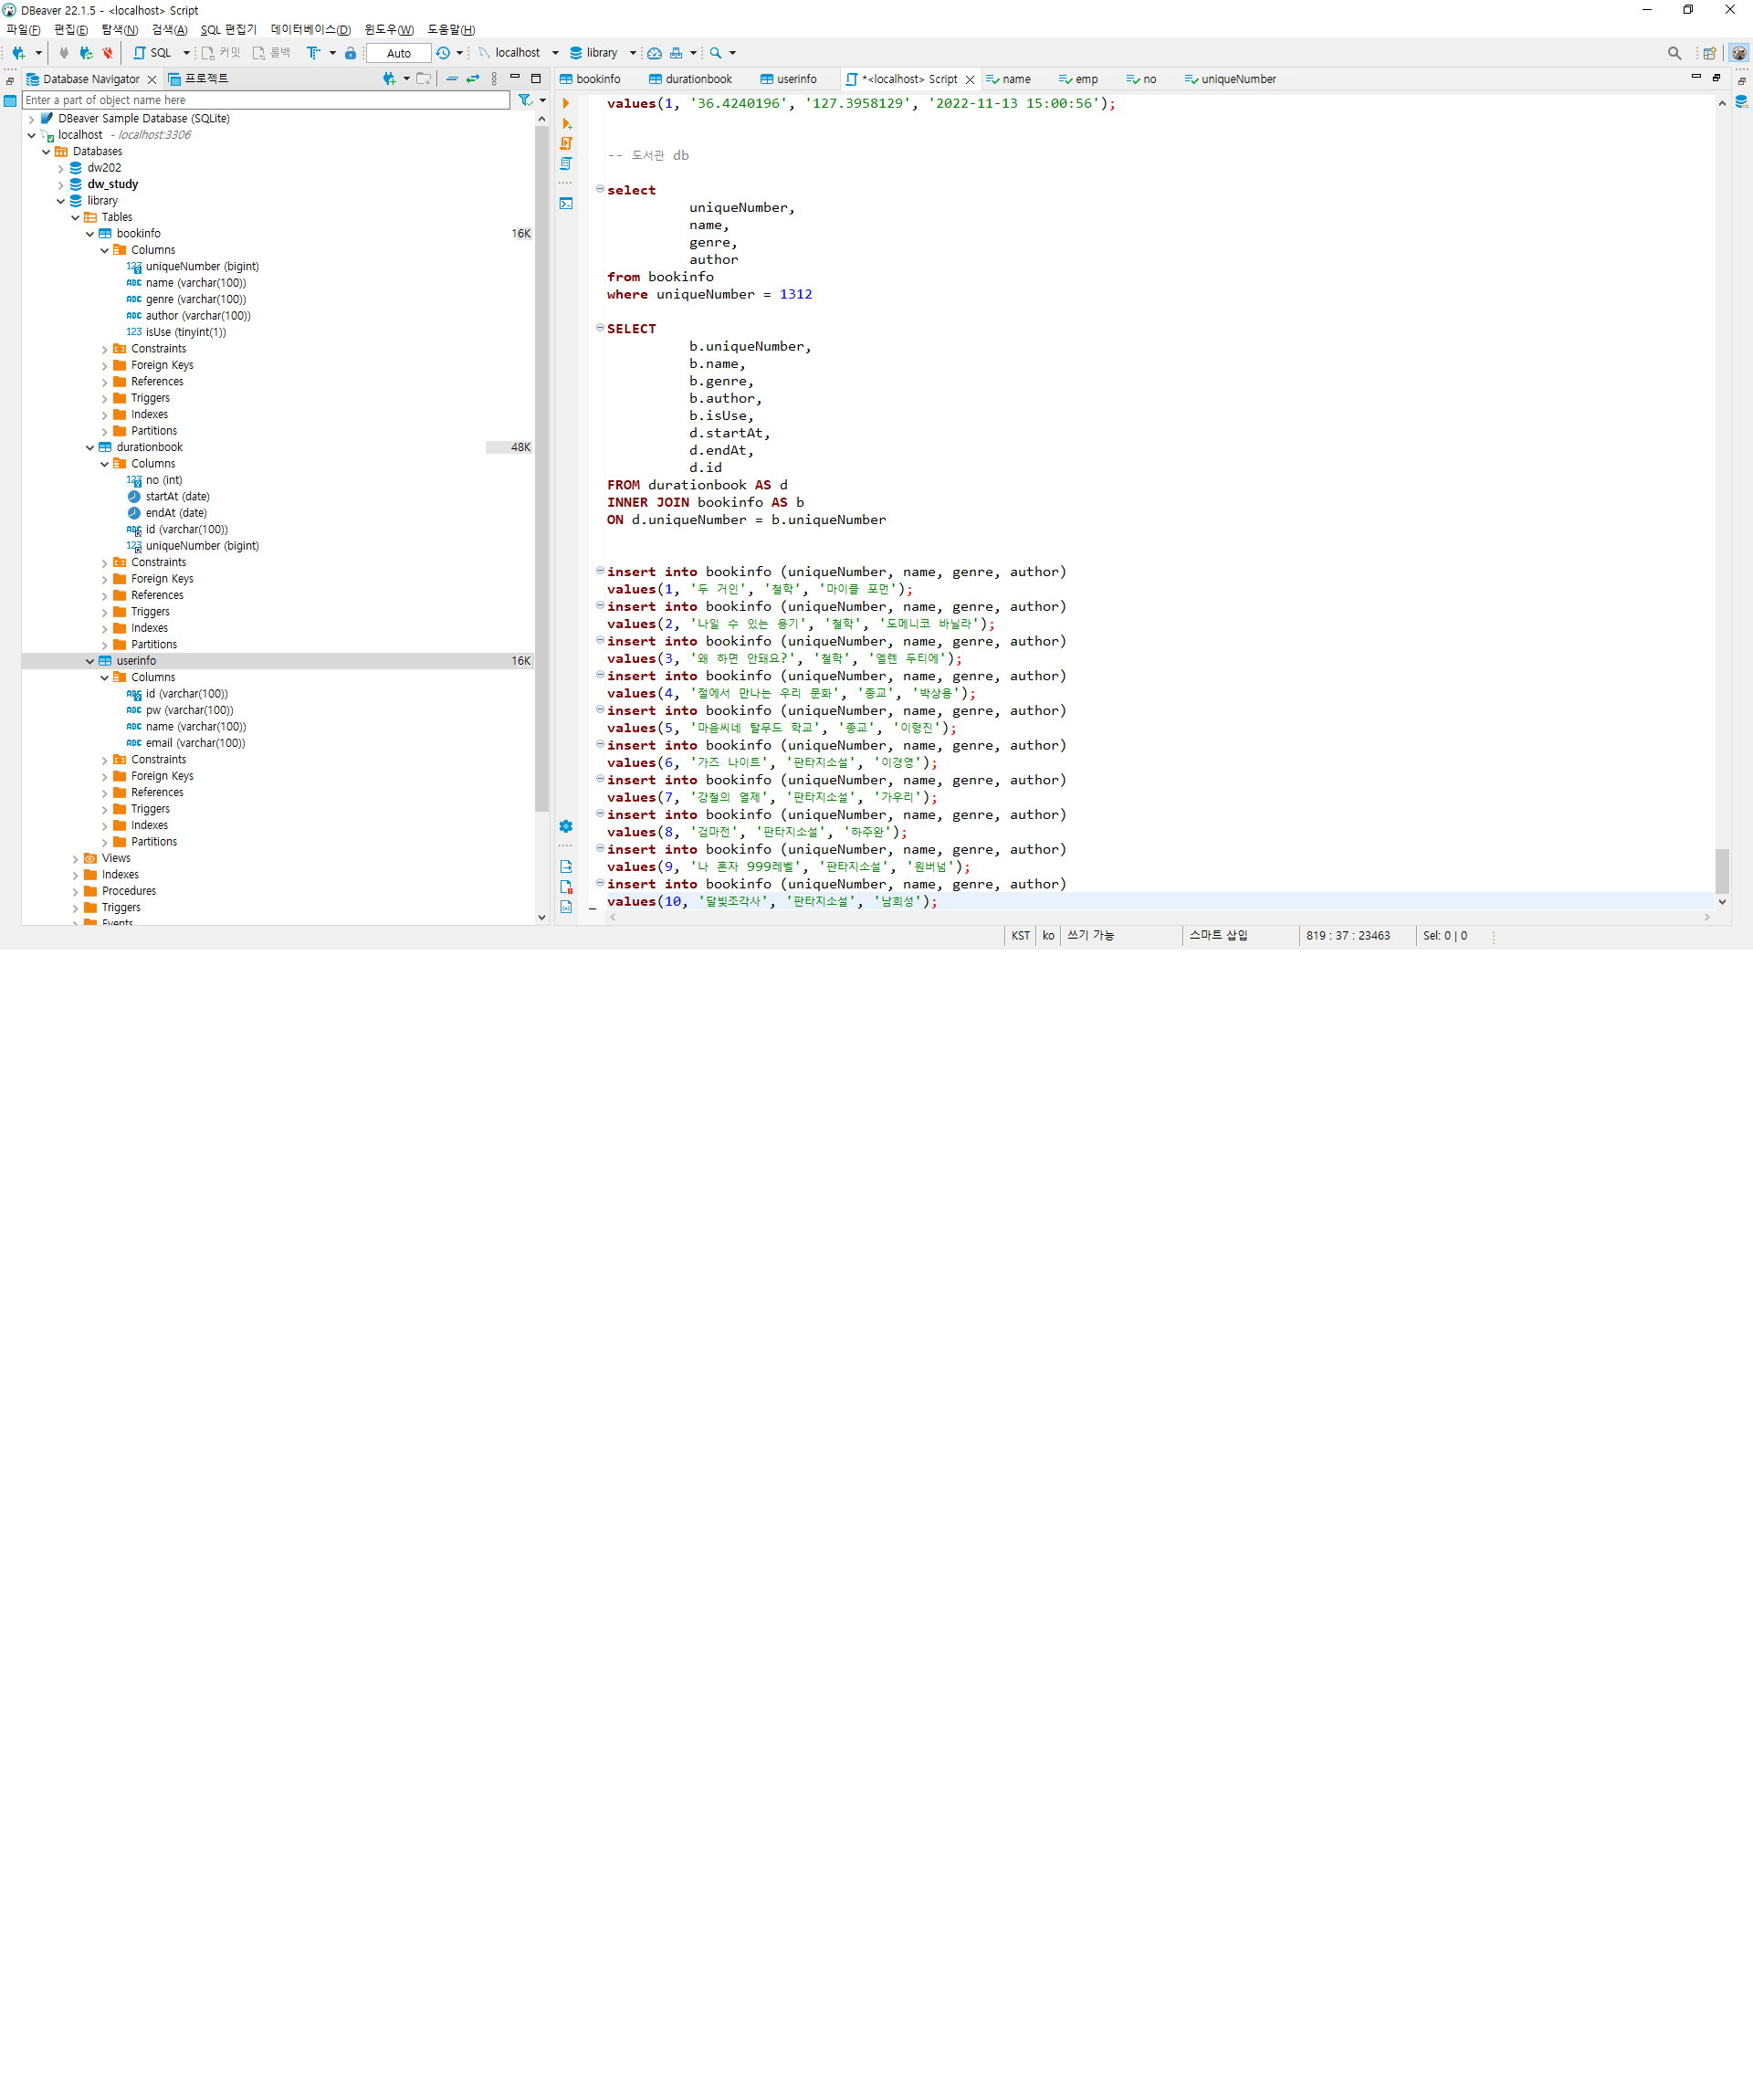 DBeaver 22.1.5 - <localhost> Script
파일(F) 편집(E) 탐색(N) 검색(A) SQL 편집기 데이터베이스(D) 윈도우(W) 도움말(H)
SQL 커밋 롤백 Auto localhost library
Database Navigator 프로젝트
Enter a part of object name here
DBeaver Sample Database (SQLite)
localhost - localhost:3306
Databases
dw202
dw_study
library
Tables
bookinfo 16K
Columns
uniqueNumber (bigint)
name (varchar(100))
genre (varchar(100))
author (varchar(100))
isUse (tinyint(1))
Constraints
Foreign Keys
References
Triggers
Indexes
Partitions
durationbook 48K
Columns
no (int)
startAt (date)
endAt (date)
id (varchar(100))
uniqueNumber (bigint)
Constraints
Foreign Keys
References
Triggers
Indexes
Partitions
userinfo 16K
Columns
id (varchar(100))
pw (varchar(100))
name (varchar(100))
email (varchar(100))
Constraints
Foreign Keys
References
Triggers
Indexes
Partitions
Views
Indexes
Procedures
Triggers
Events
bookinfo durationbook userinfo *<localhost> Script name emp no uniqueNumber
values(1, '36.4240196', '127.3958129', '2022-11-13 15:00:56');
-- 도서관 db
select
uniqueNumber,
name,
genre,
author
from bookinfo
where uniqueNumber = 1312
SELECT
b.uniqueNumber,
b.name,
b.genre,
b.author,
b.isUse,
d.startAt,
d.endAt,
d.id
FROM durationbook AS d
INNER JOIN bookinfo AS b
ON d.uniqueNumber = b.uniqueNumber
insert into bookinfo (uniqueNumber, name, genre, author)
values(1, '두 거인', '철학', '마이클 포먼');
insert into bookinfo (uniqueNumber, name, genre, author)
values(2, '나일 수 있는 용기', '철학', '도메니코 바릴라');
insert into bookinfo (uniqueNumber, name, genre, author)
values(3, '왜 하면 안돼요?', '철학', '엘렌 두티에');
insert into bookinfo (uniqueNumber, name, genre, author)
values(4, '절에서 만나는 우리 문화', '종교', '박상용');
insert into bookinfo (uniqueNumber, name, genre, author)
values(5, '마음씨네 탈무드 학교', '종교', '이형진');
insert into bookinfo (uniqueNumber, name, genre, author)
values(6, '가즈 나이트', '판타지소설', '이경영');
insert into bookinfo (uniqueNumber, name, genre, author)
values(7, '강철의 열제', '판타지소설', '가우리');
insert into bookinfo (uniqueNumber, name, genre, author)
values(8, '검마전', '판타지소설', '하주완');
insert into bookinfo (uniqueNumber, name, genre, author)
values(9, '나 혼자 999레벨', '판타지소설', '원버넘');
insert into bookinfo (uniqueNumber, name, genre, author)
values(10, '달빛조각사', '판타지소설', '남희성');
KST ko 쓰기 가능 스마트 삽입 819 : 37 : 23463 Sel: 0 | 0